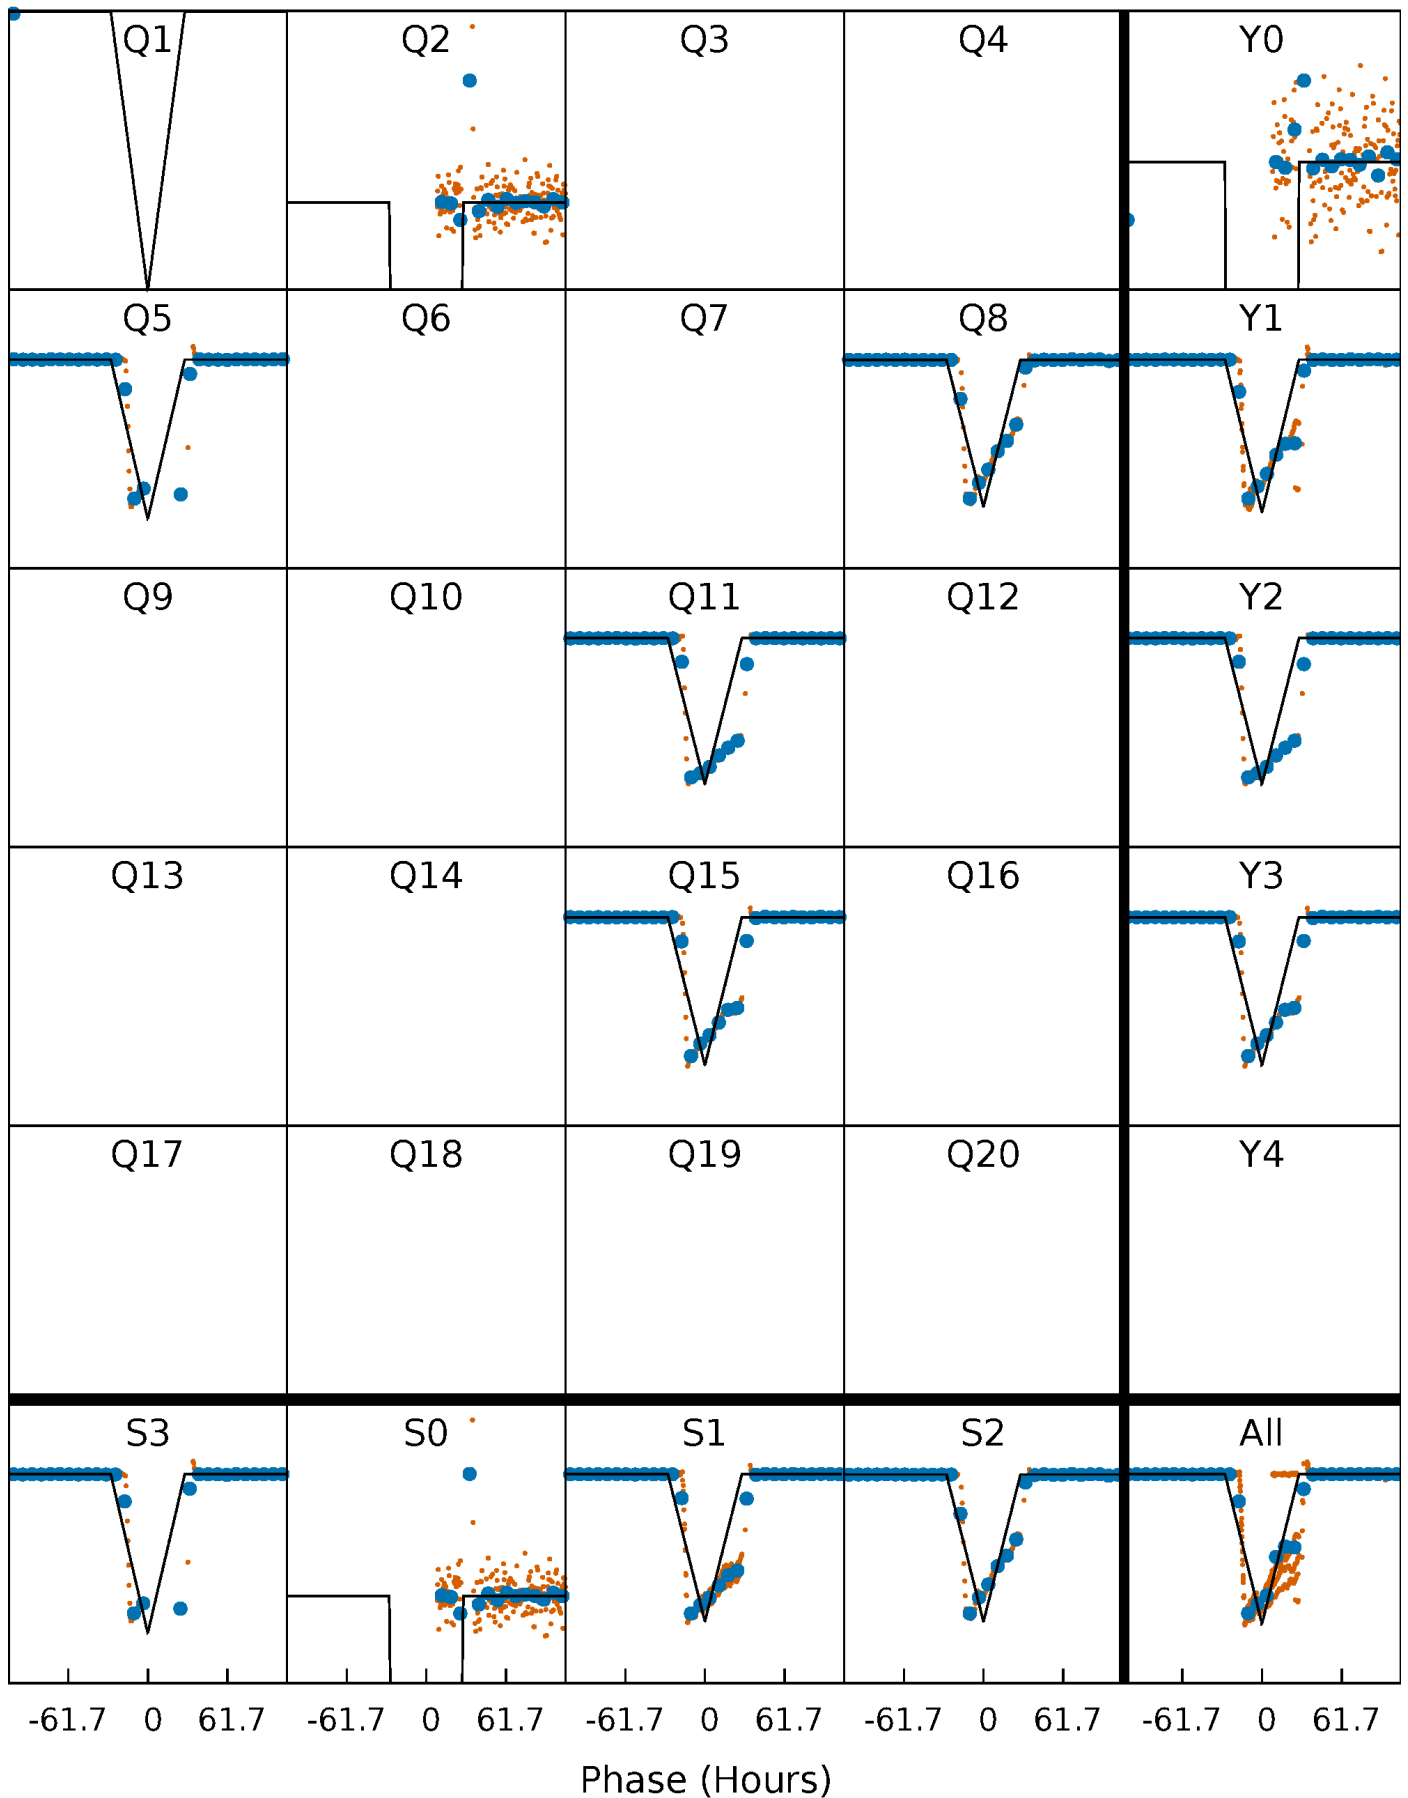 Q1 Q2 Q3 Q4 Y0
Q5 Q6 Q7 Q8 Y1
Q9 Q10 Q11 Q12 Y2
Q13 Q14 Q15 Q16 Y3
Q17 Q18 Q19 Q20 Y4
S3 S0 S1 S2 All
-61.7 0 61.7 -61.7 0 61.7 -61.7 0 61.7 -61.7 0 61.7 -61.7 0 61.7
Phase (Hours)